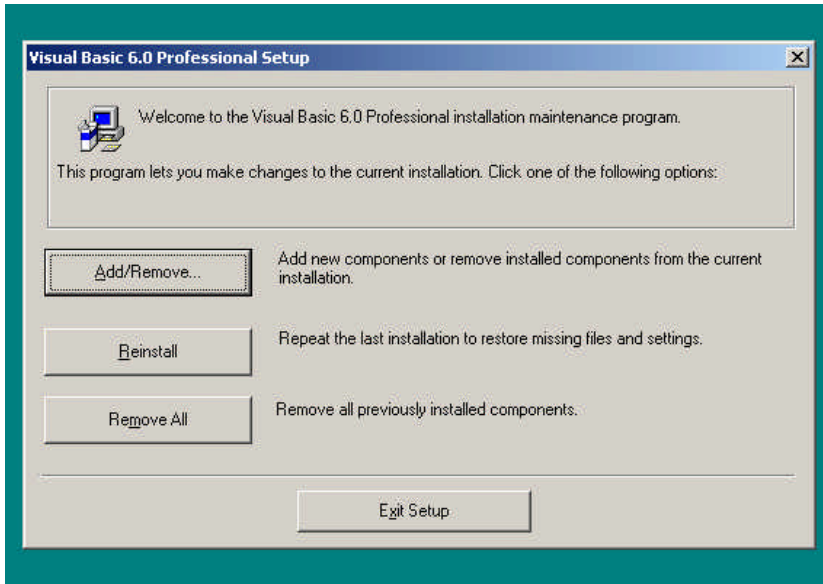 Visual Basic 6.0 Professional Setup
Welcome to the Visual Basic 6.0 Professional installation maintenance program.
This program lets you make changes to the current installation. Click one of the following options:
Add/Remove...
Add new components or remove installed components from the current
installation.
Reinstall
Repeat the last installation to restore missing files and settings.
Remove All
Remove all previously installed components.
Exit Setup